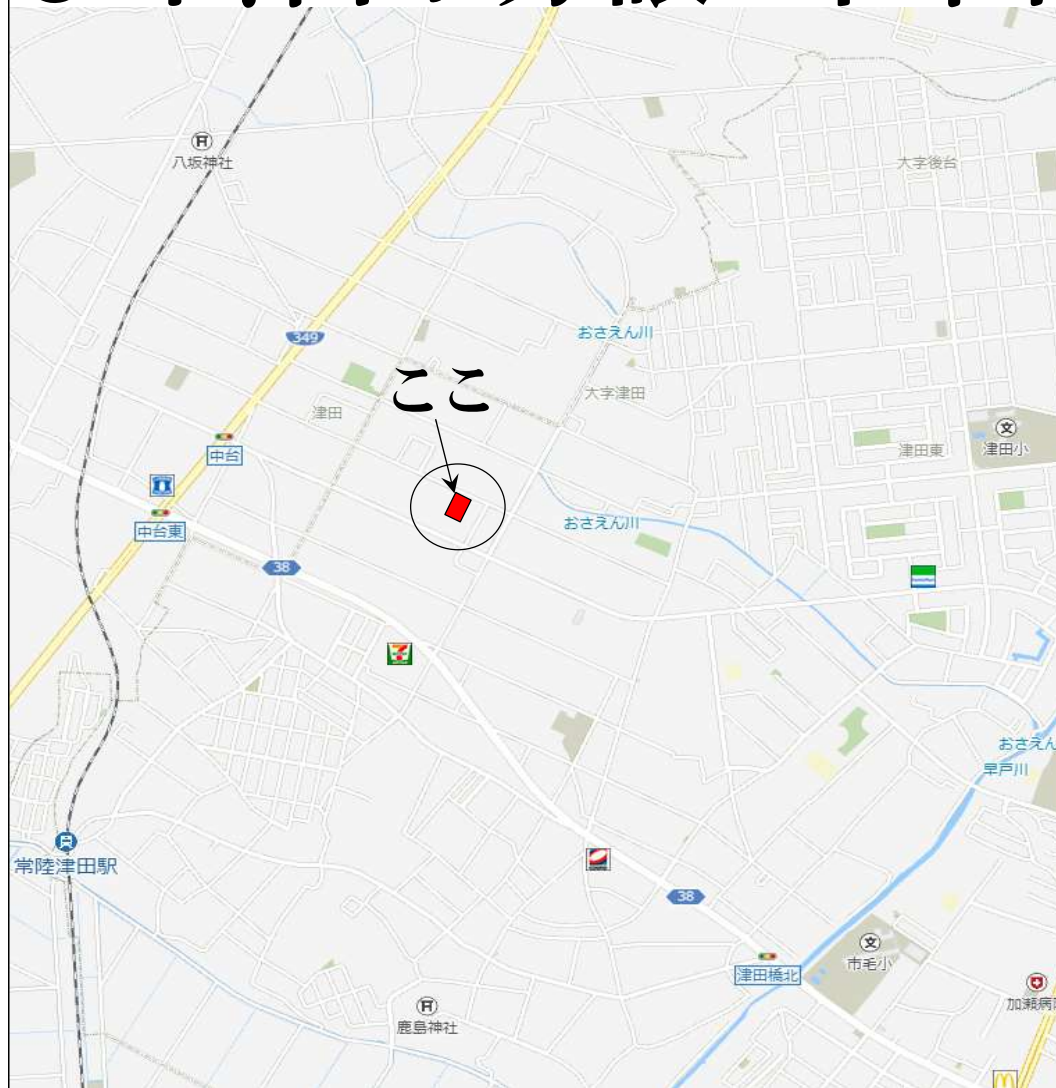 八坂神社
大字後台
349
おさえん川
ここ
大字津田
津田
中台
津田東
津田小
中台東
おさえん川
38
おさえん
早戸川
常陸津田駅
38
市毛小
津田橋北
鹿島神社
加瀬病